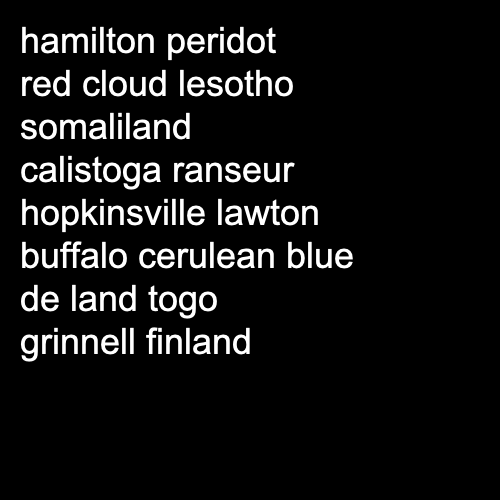 hamilton peridot
red cloud lesotho
somaliland
calistoga ranseur
hopkinsville lawton
buffalo cerulean blue
de land togo
grinnell finland